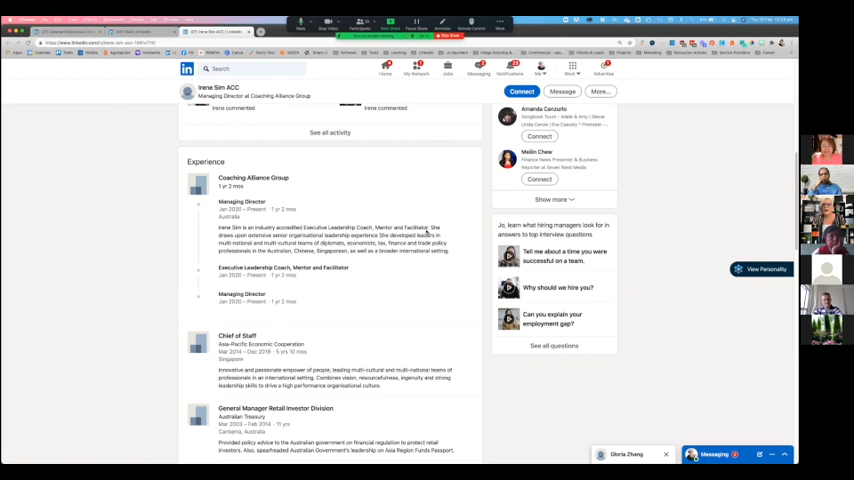 Search
Home
My Network
Jobs
Messaging
Notifications
Me
Work
Advertise
Irene Sim ACC
Managing Director at Coaching Alliance Group
Connect
Message
More...
Irene commented
Irene commented
See all activity
Experience
Coaching Alliance Group
1 yr 2 mos
Managing Director
Jan 2020 – Present · 1 yr 2 mos
Australia
Irene Sim is an industry accredited Executive Leadership Coach, Mentor and Facilitator. She
draws upon extensive senior organisational leadership experience. She developed leaders in
multi-national and multi-cultural teams of diplomats, economists, tax, finance and trade policy
professionals in the Australian, Chinese, Singaporean, as well as a broader international setting.
Executive Leadership Coach, Mentor and Facilitator
Jan 2020 – Present · 1 yr 2 mos
Managing Director
Jan 2020 – Present · 1 yr 2 mos
Chief of Staff
Asia-Pacific Economic Cooperation
Mar 2014 – Dec 2019 · 5 yrs 10 mos
Singapore
Innovative and passionate empower of people, leading multi-cultural and multi-national teams of
professionals in an international setting. Combines vision, resourcefulness, ingenuity and strong
leadership skills to drive a high performance organisational culture.
General Manager Retail Investor Division
Australian Treasury
Mar 2003 – Feb 2014 · 11 yrs
Canberra, Australia
Provided policy advice to the Australian government on financial regulation to protect retail
investors. Also, spearheaded Australian Government's leadership on Asia Region Funds Passport.
Amanda Canzurlo
Songbook Tours - Adele & Amy | Stevie
Connect
Meilin Chew
Finance News Presenter & Business
Reporter at Seven West Media
Connect
Show more
Jo, learn what hiring managers look for in
answers to top interview questions
Tell me about a time you were
successful on a team.
Why should we hire you?
Can you explain your
employment gap?
See all questions
View Personality
Gloria Zhang
Messaging